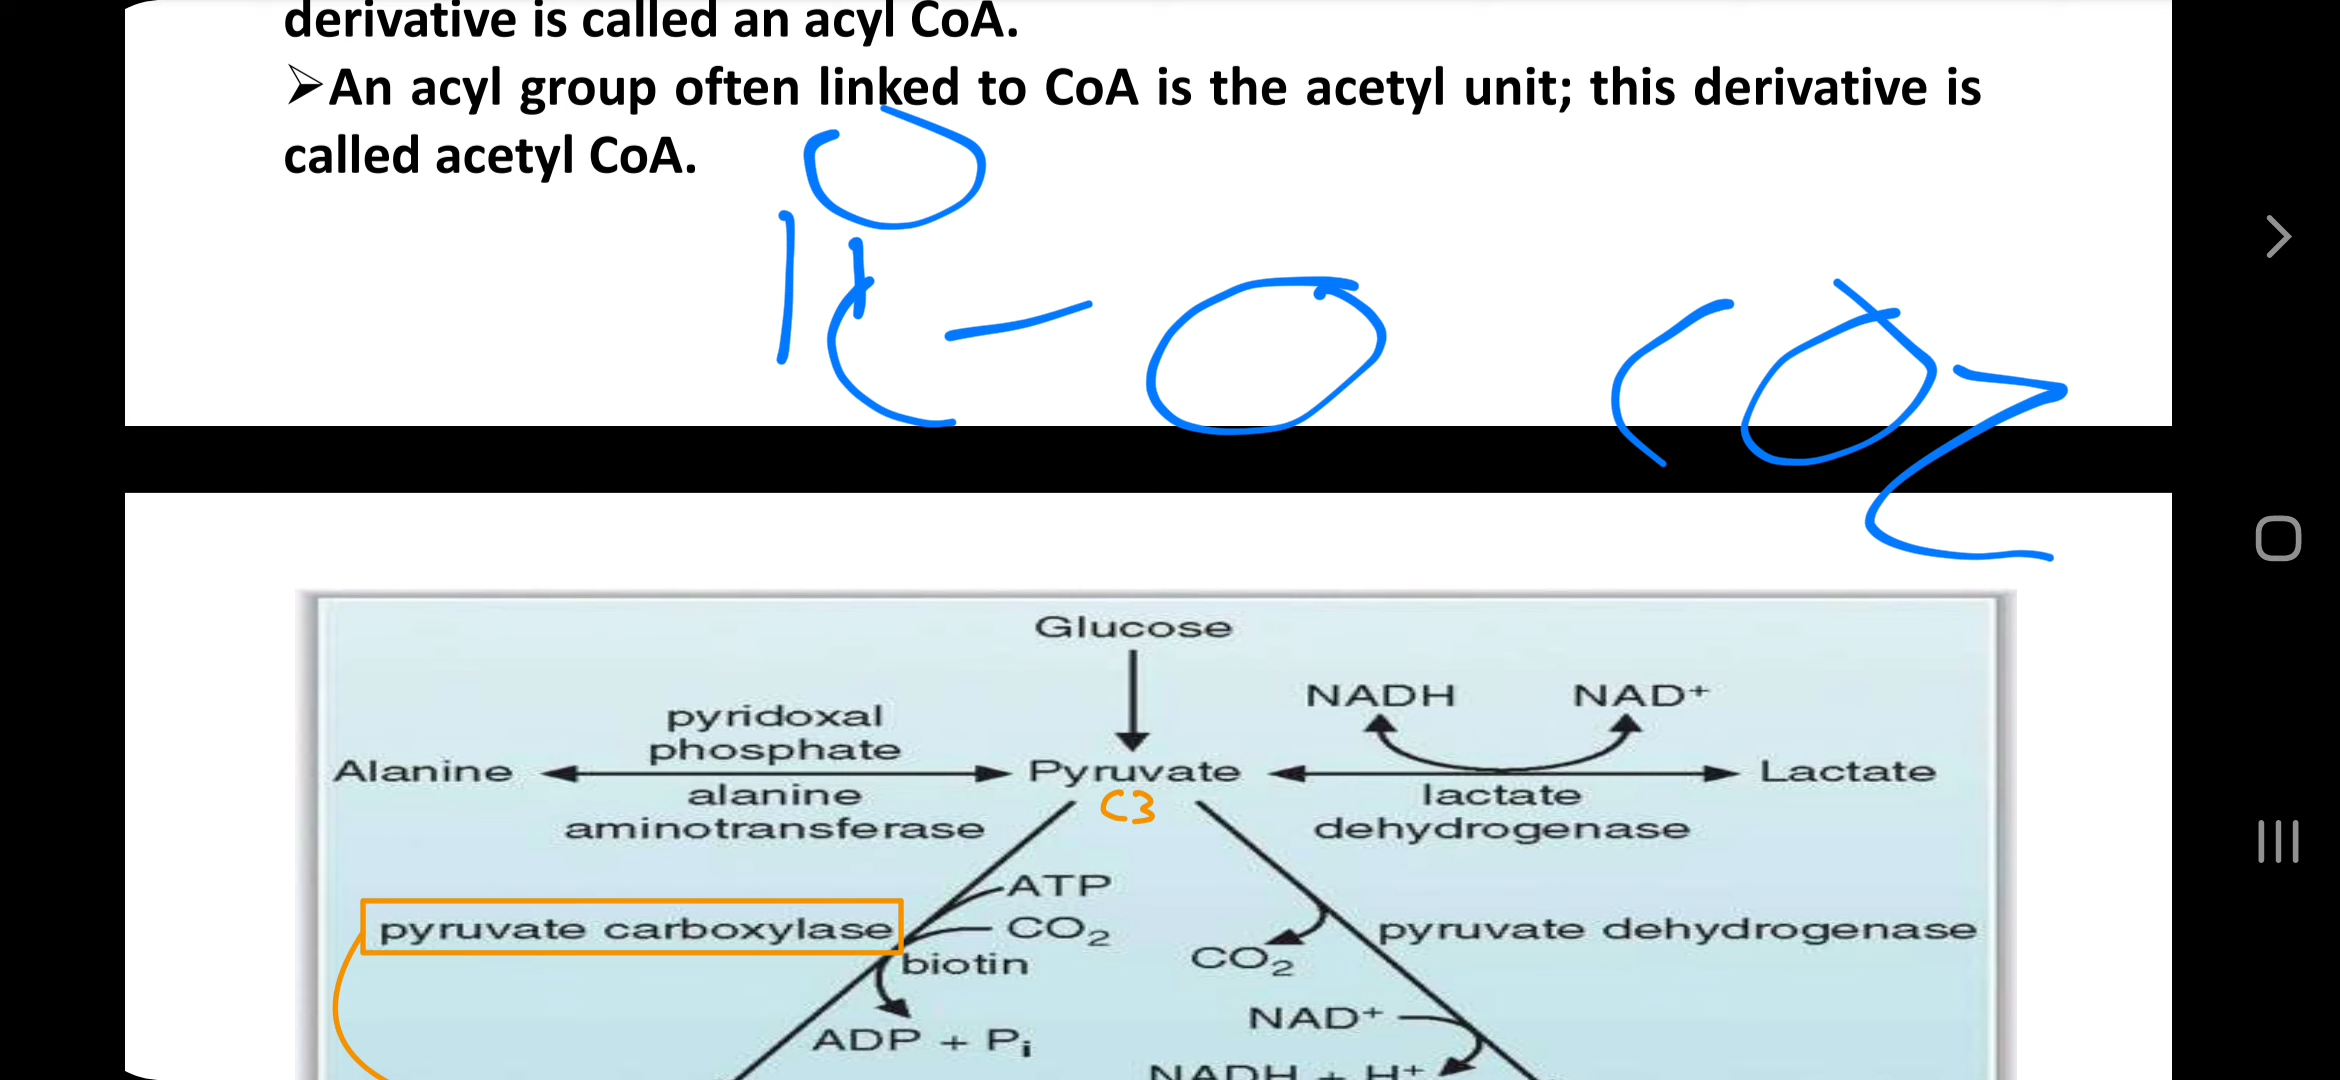 derivative is called an acyl CoA.
➢An acyl group often linked to CoA is the acetyl unit; this derivative is
called acetyl CoA.
O
C - O
CO2
Glucose
NADH NAD+
pyridoxal
phosphate
Alanine Pyruvate Lactate
C3
alanine
aminotransferase
lactate
dehydrogenase
ATP
pyruvate carboxylase CO2 pyruvate dehydrogenase
biotin CO2
NAD+
ADP + Pi
NADH + H+